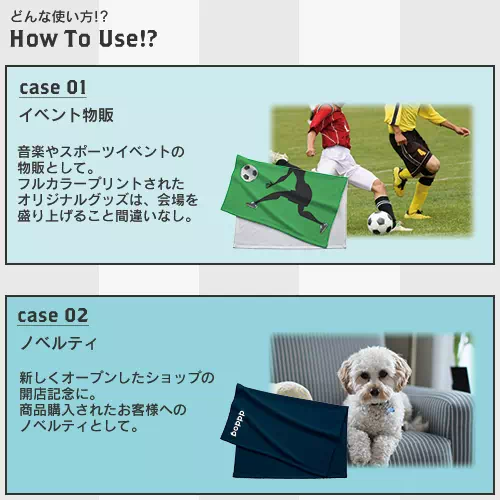 どんな使い方!?
How To Use!?
case 01
イベント物販
音楽やスポーツイベントの
物販として。
フルカラープリントされた
オリジナルグッズは、会場を
盛り上げること間違いなし。
case 02
ノベルティ
新しくオープンしたショップの
開店記念に。
商品購入されたお客様への
ノベルティとして。